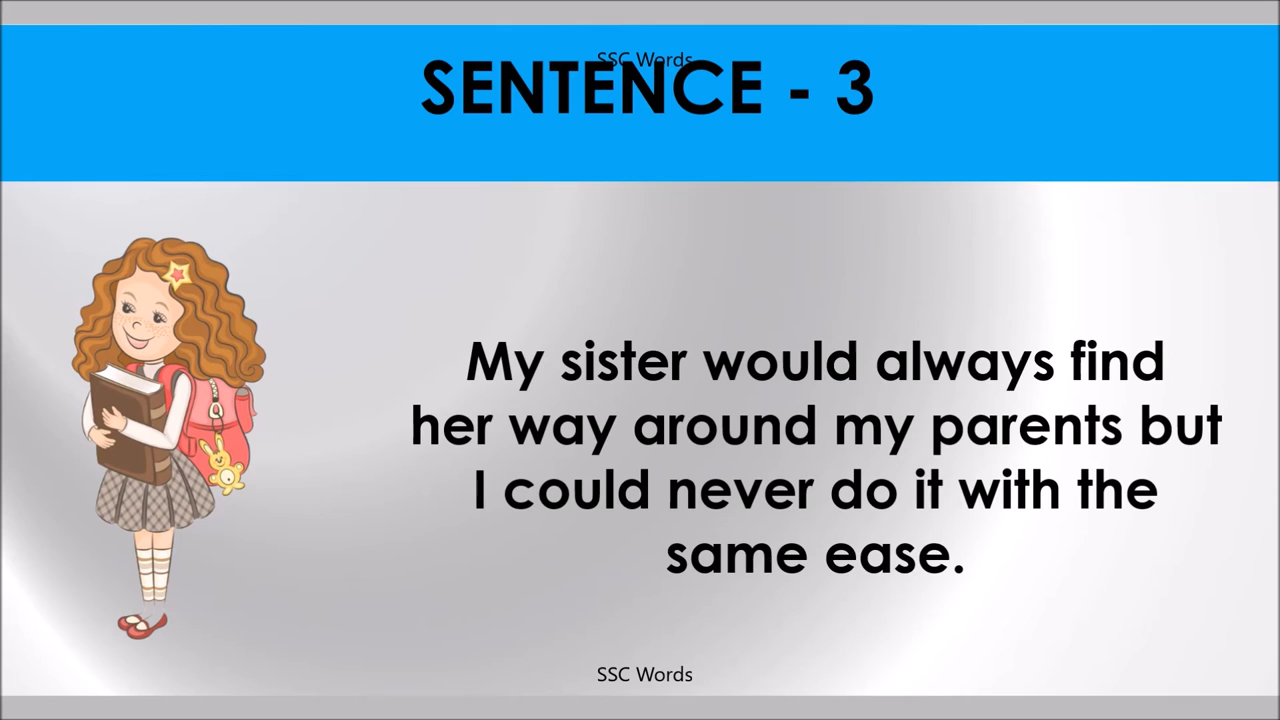 SSC Words
SENTENCE - 3
My sister would always find
her way around my parents but
I could never do it with the
same ease.
SSC Words